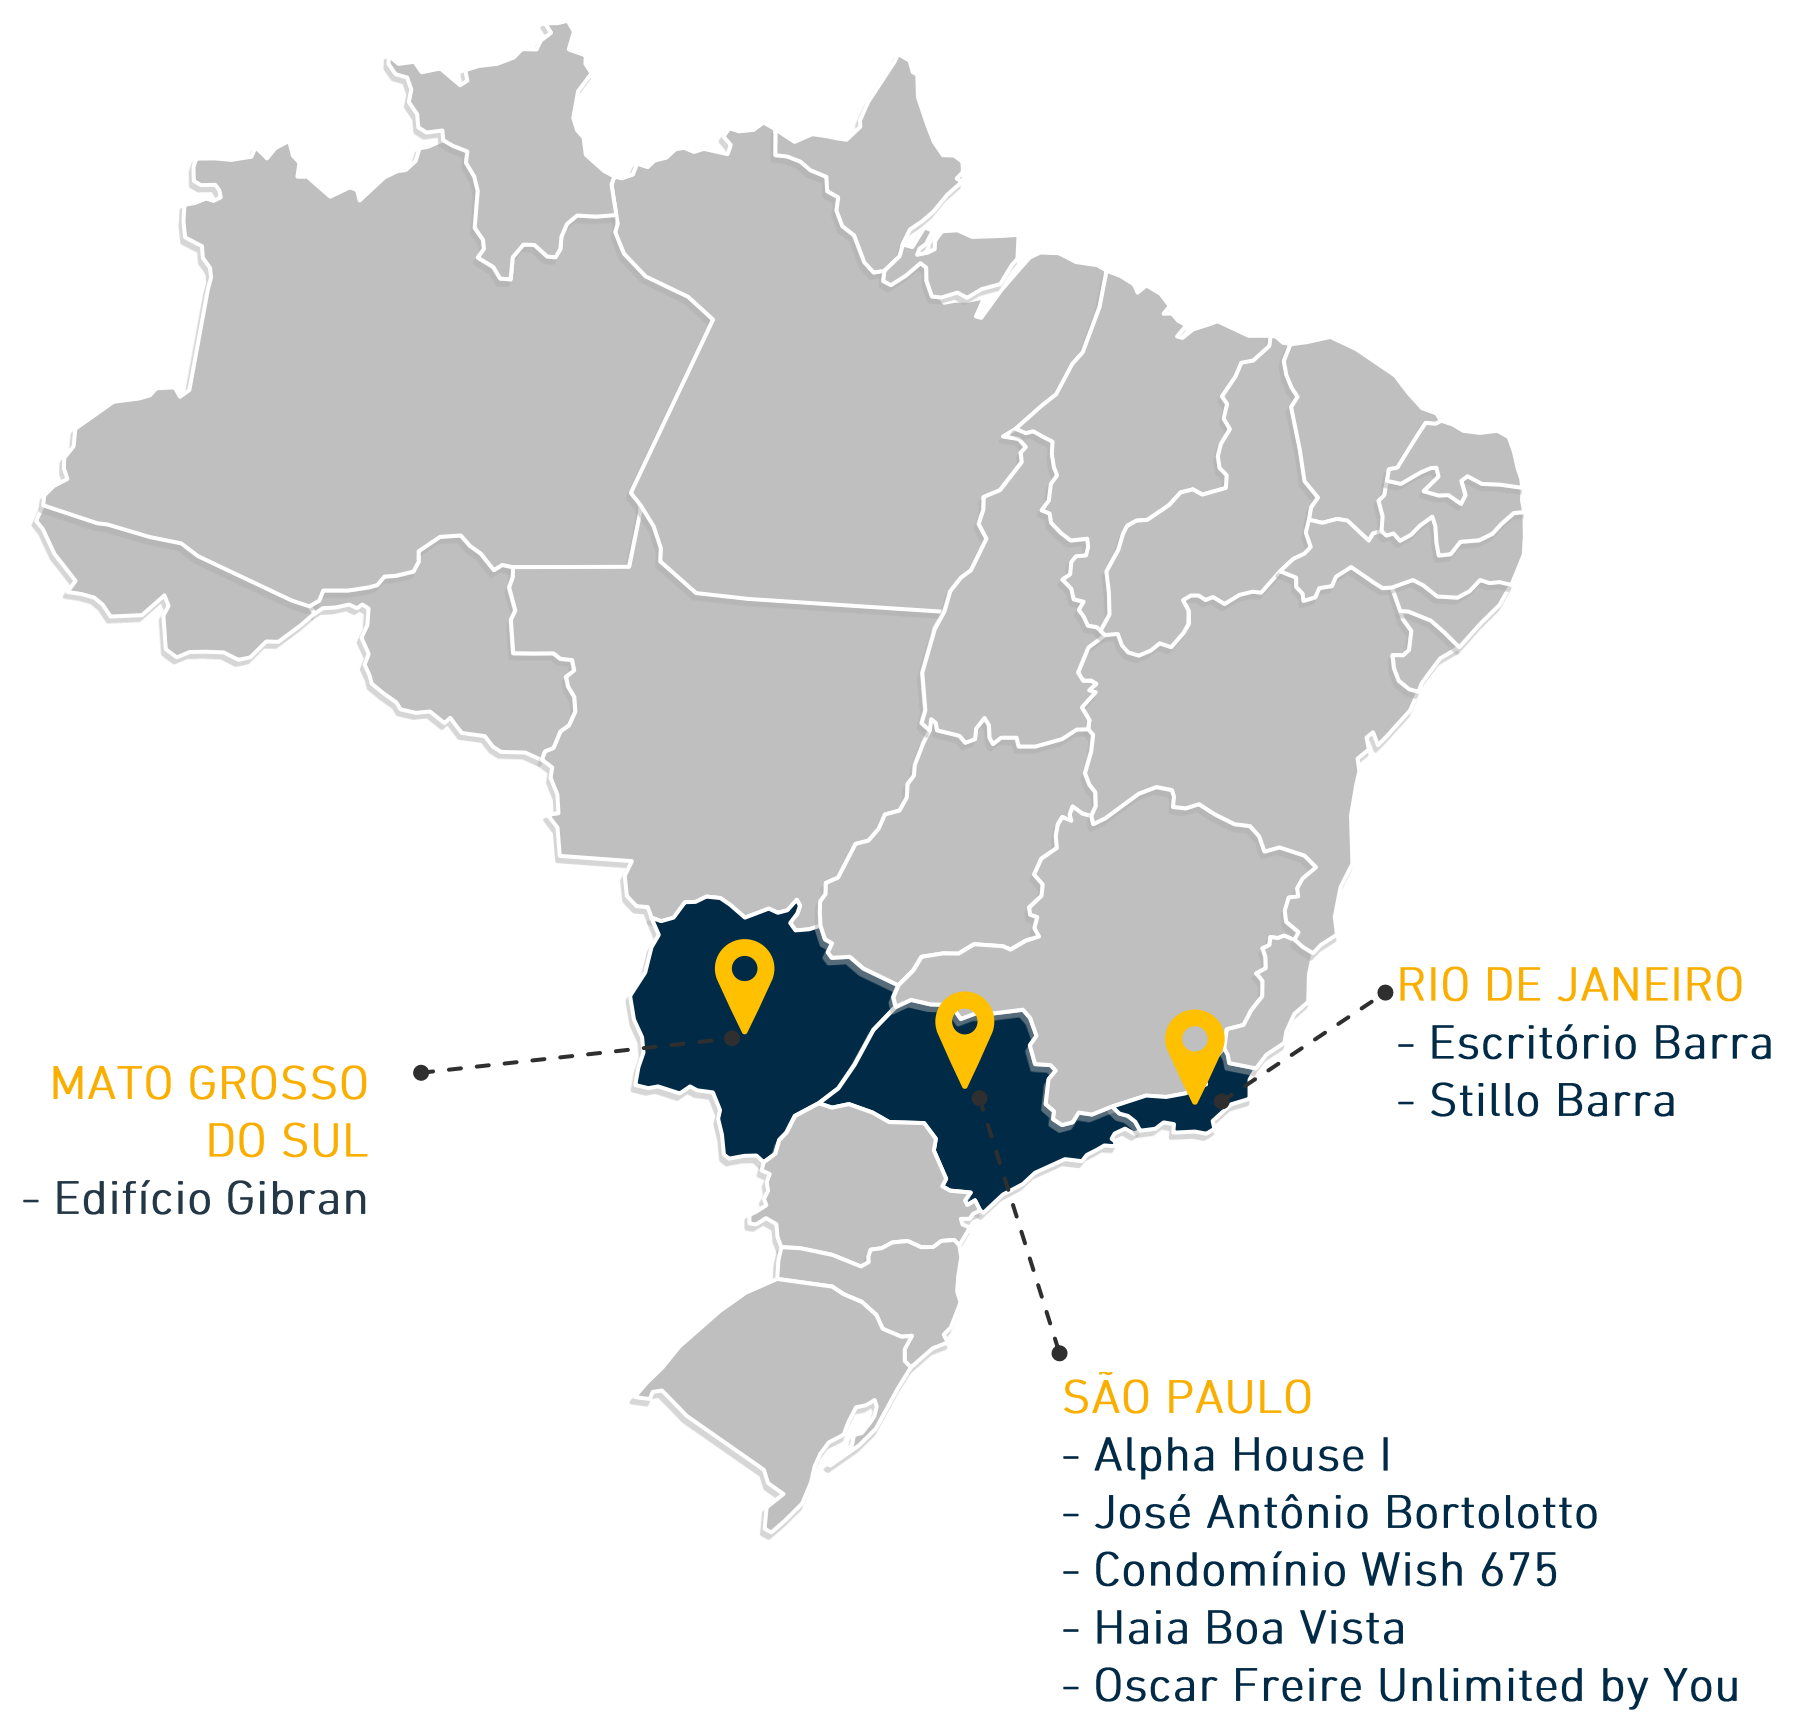 RIO DE JANEIRO
- Escritório Barra
- Stillo Barra
MATO GROSSO
DO SUL
- Edifício Gibran
SÃO PAULO
- Alpha House I
- José Antônio Bortolotto
- Condomínio Wish 675
- Haia Boa Vista
- Oscar Freire Unlimited by You